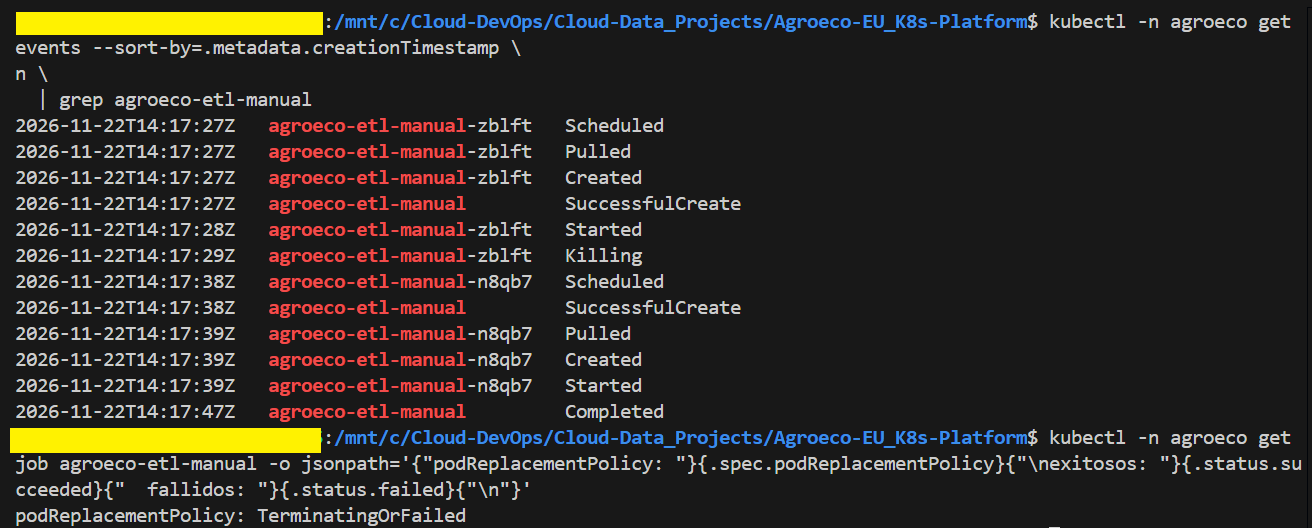 :/mnt/c/Cloud-DevOps/Cloud-Data_Projects/Agroeco-EU_K8s-Platform$ kubectl -n agroeco get
events --sort-by=.metadata.creationTimestamp \
n \
  | grep agroeco-etl-manual
2026-11-22T14:17:27Z   agroeco-etl-manual-zblft   Scheduled
2026-11-22T14:17:27Z   agroeco-etl-manual-zblft   Pulled
2026-11-22T14:17:27Z   agroeco-etl-manual-zblft   Created
2026-11-22T14:17:27Z   agroeco-etl-manual         SuccessfulCreate
2026-11-22T14:17:28Z   agroeco-etl-manual-zblft   Started
2026-11-22T14:17:29Z   agroeco-etl-manual-zblft   Killing
2026-11-22T14:17:38Z   agroeco-etl-manual-n8qb7   Scheduled
2026-11-22T14:17:38Z   agroeco-etl-manual         SuccessfulCreate
2026-11-22T14:17:39Z   agroeco-etl-manual-n8qb7   Pulled
2026-11-22T14:17:39Z   agroeco-etl-manual-n8qb7   Created
2026-11-22T14:17:39Z   agroeco-etl-manual-n8qb7   Started
2026-11-22T14:17:47Z   agroeco-etl-manual         Completed
:/mnt/c/Cloud-DevOps/Cloud-Data_Projects/Agroeco-EU_K8s-Platform$ kubectl -n agroeco get
job agroeco-etl-manual -o jsonpath='{"podReplacementPolicy: "}{.spec.podReplacementPolicy}{"\nexitosos: "}{.status.su
cceeded}{"  fallidos: "}{.status.failed}{"\n"}'
podReplacementPolicy: TerminatingOrFailed